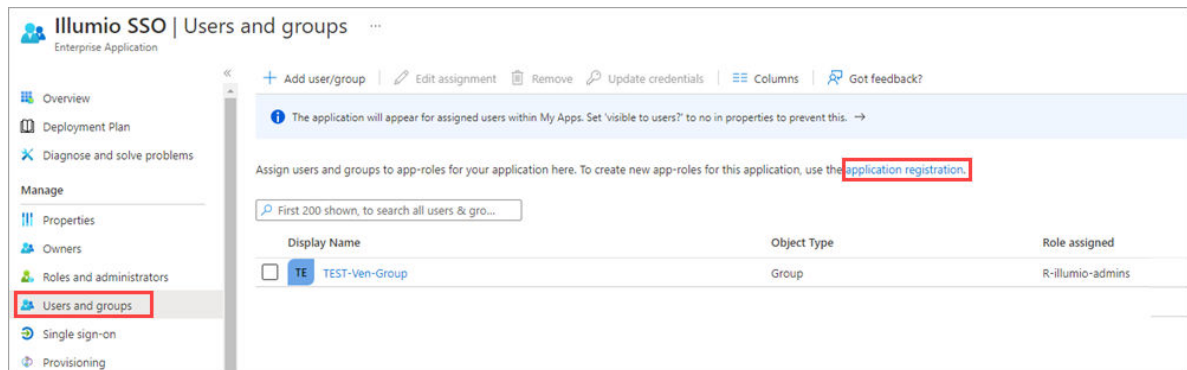 Illumio SSO | Users and groups ...
Enterprise Application
«
Overview
Deployment Plan
Diagnose and solve problems
Manage
Properties
Owners
Roles and administrators
Users and groups
Single sign-on
Provisioning
+ Add user/group | Edit assignment Remove Update credentials | Columns | Got feedback?
The application will appear for assigned users within My Apps. Set 'visible to users?' to no in properties to prevent this. →
Assign users and groups to app-roles for your application here. To create new app-roles for this application, use the application registration.
First 200 shown, to search all users & gro...
Display Name Object Type Role assigned
TE TEST-Ven-Group Group R-illumio-admins